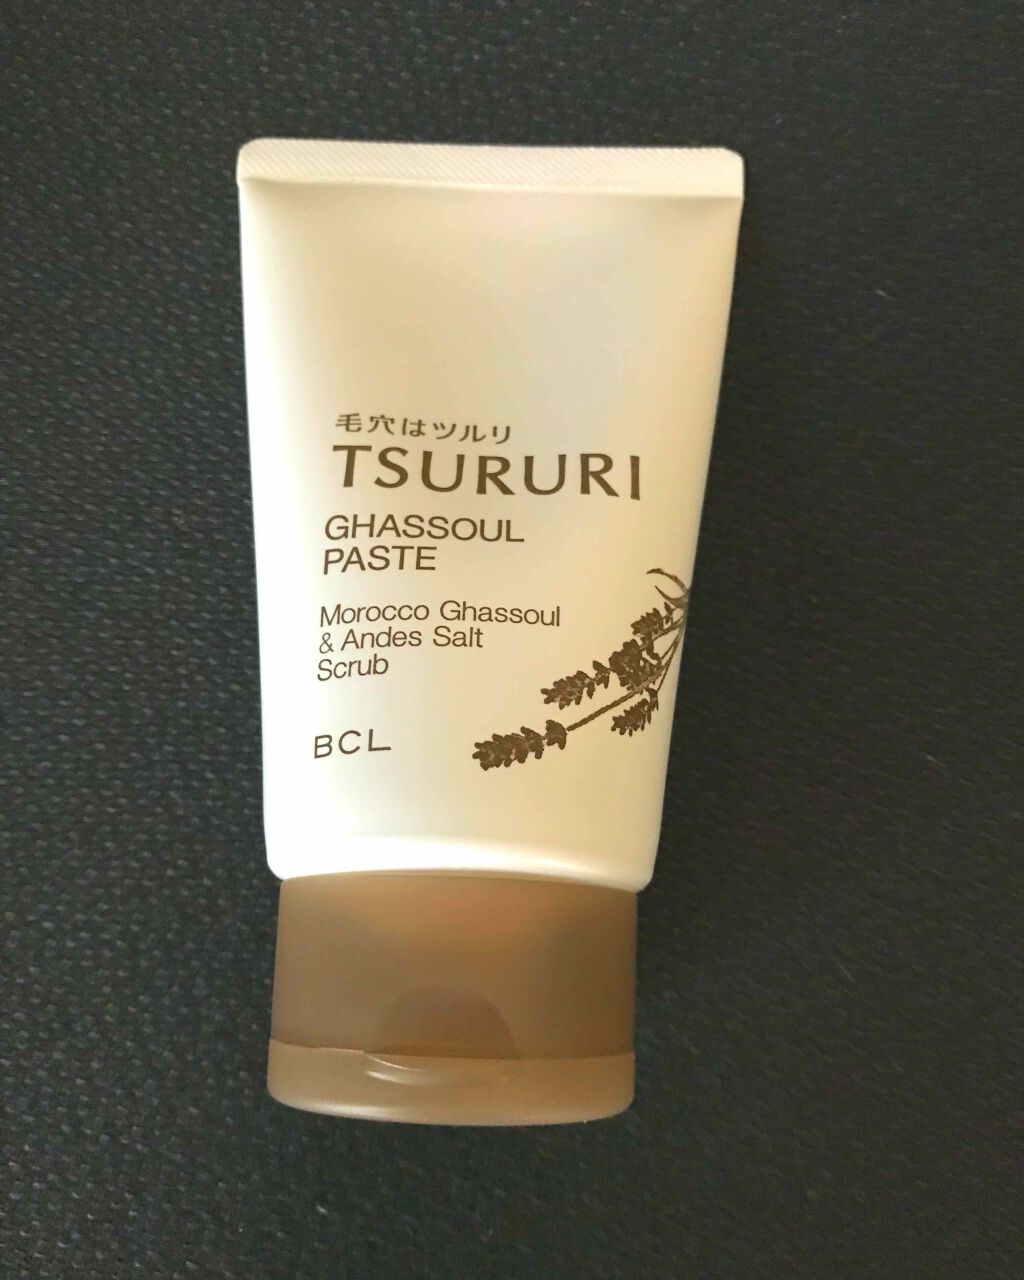 毛穴はツルリ
TSURURI
GHASSOUL
PASTE
Morocco Ghassoul
& Andes Salt
Scrub
BCL